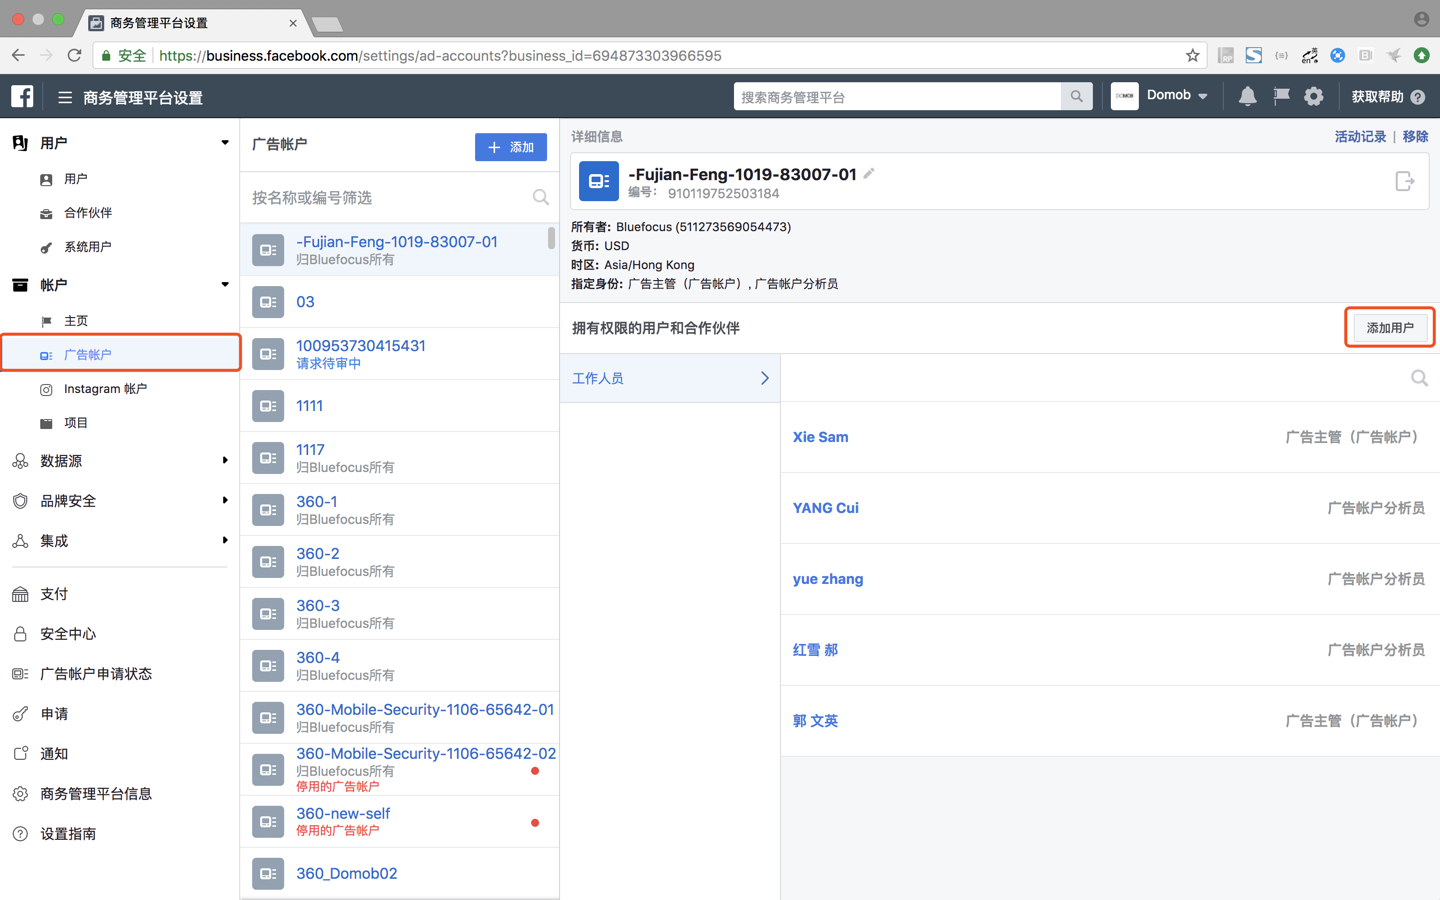 商务管理平台设置
安全 https://business.facebook.com/settings/ad-accounts?business_id=694873303966595
商务管理平台设置
搜索商务管理平台
DOMOB
Domob
获取帮助
用户
用户
合作伙伴
系统用户
帐户
主页
广告帐户
Instagram 帐户
项目
数据源
品牌安全
集成
支付
安全中心
广告帐户申请状态
申请
通知
商务管理平台信息
设置指南
广告帐户
+ 添加
按名称或编号筛选
-Fujian-Feng-1019-83007-01
归Bluefocus所有
03
100953730415431
请求待审中
1111
1117
归Bluefocus所有
360-1
归Bluefocus所有
360-2
归Bluefocus所有
360-3
归Bluefocus所有
360-4
归Bluefocus所有
360-Mobile-Security-1106-65642-01
归Bluefocus所有
360-Mobile-Security-1106-65642-02
归Bluefocus所有
停用的广告帐户
360-new-self
停用的广告帐户
360_Domob02
详细信息
活动记录 | 移除
-Fujian-Feng-1019-83007-01
编号: 910119752503184
所有者: Bluefocus (511273569054473)
货币: USD
时区: Asia/Hong Kong
指定身份: 广告主管（广告帐户）, 广告帐户分析员
拥有权限的用户和合作伙伴
添加用户
工作人员
Xie Sam 广告主管（广告帐户）
YANG Cui 广告帐户分析员
yue zhang 广告帐户分析员
红雪 郝 广告帐户分析员
郭 文英 广告主管（广告帐户）